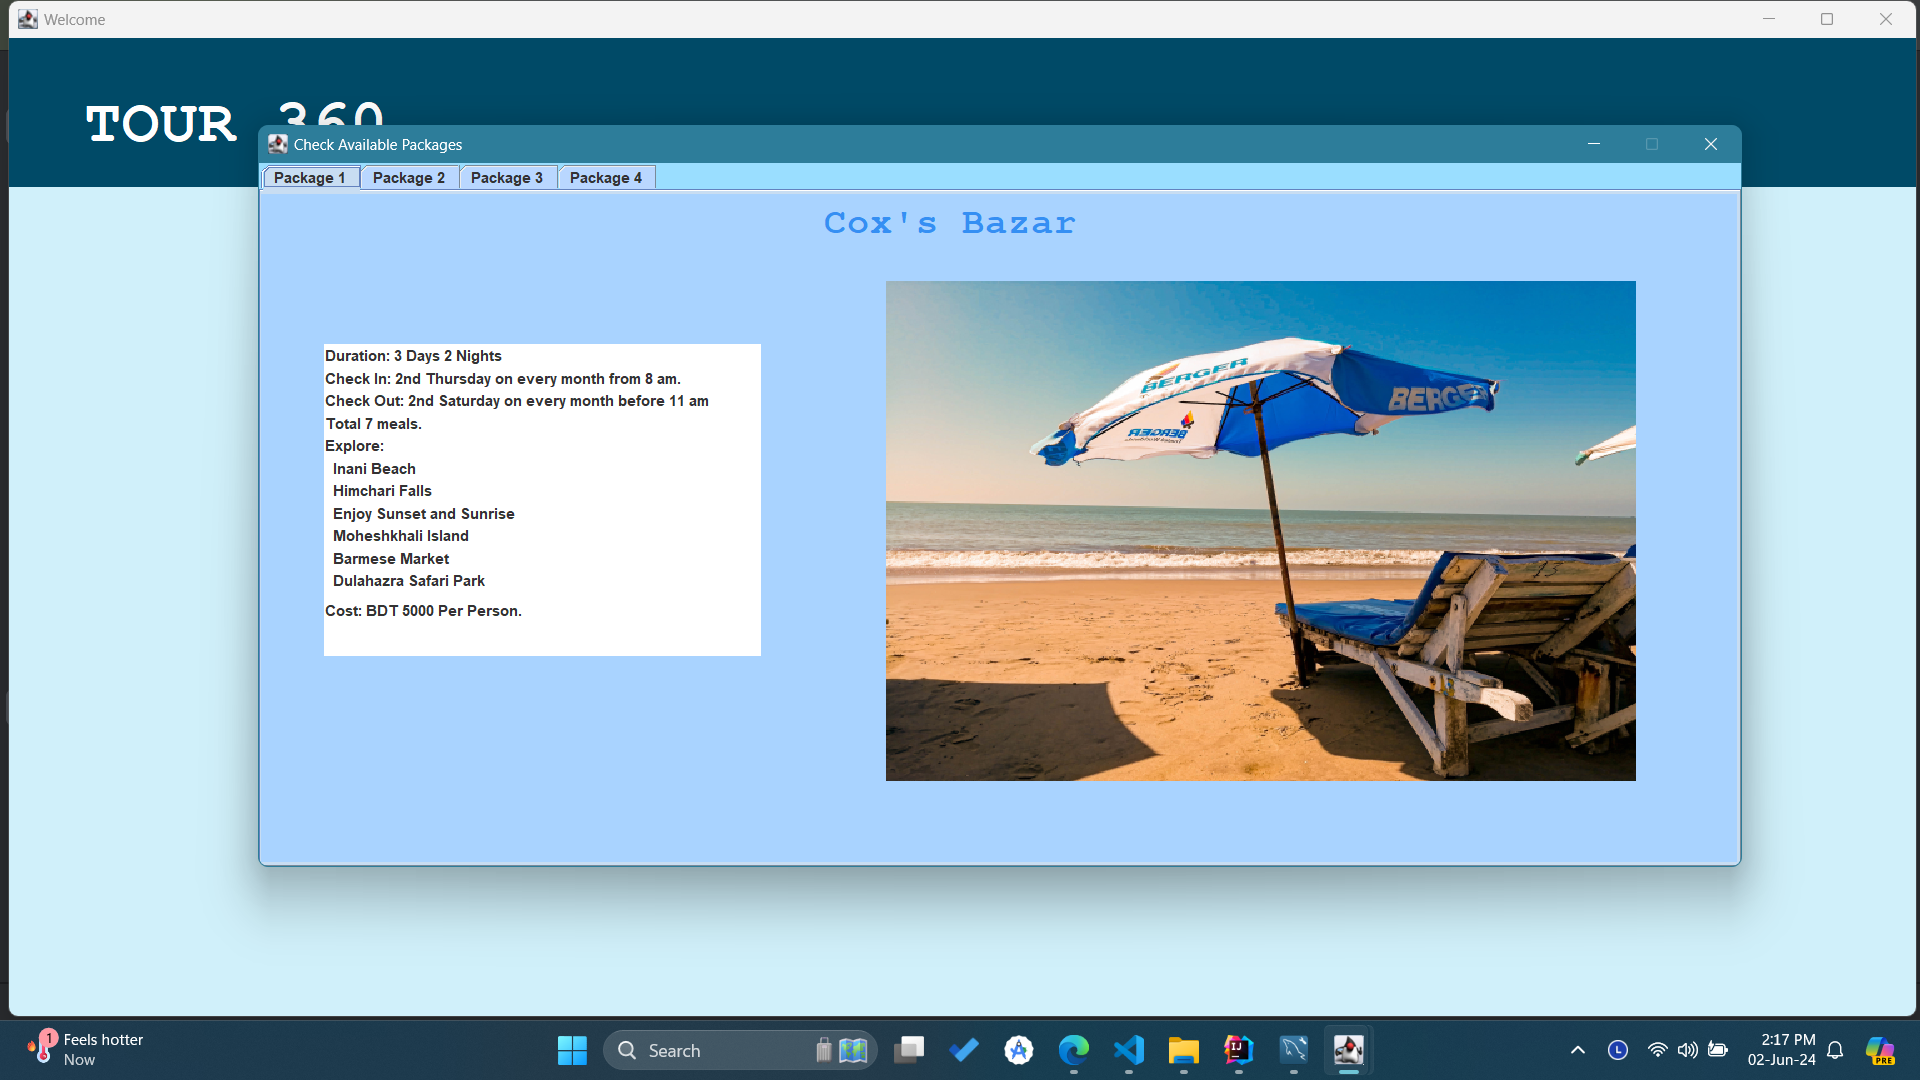 Welcome
TOUR 360
Check Available Packages
Package 1
Package 2
Package 3
Package 4
Cox's Bazar
Duration: 3 Days 2 Nights
Check In: 2nd Thursday on every month from 8 am.
Check Out: 2nd Saturday on every month before 11 am
Total 7 meals.
Explore:
Inani Beach
Himchari Falls
Enjoy Sunset and Sunrise
Moheshkhali Island
Barmese Market
Dulahazra Safari Park
Cost: BDT 5000 Per Person.
BERGER
BERGER
BERGER
13
1
Feels hotter
Now
Search
IJ
L
2:17 PM
02-Jun-24
PRE